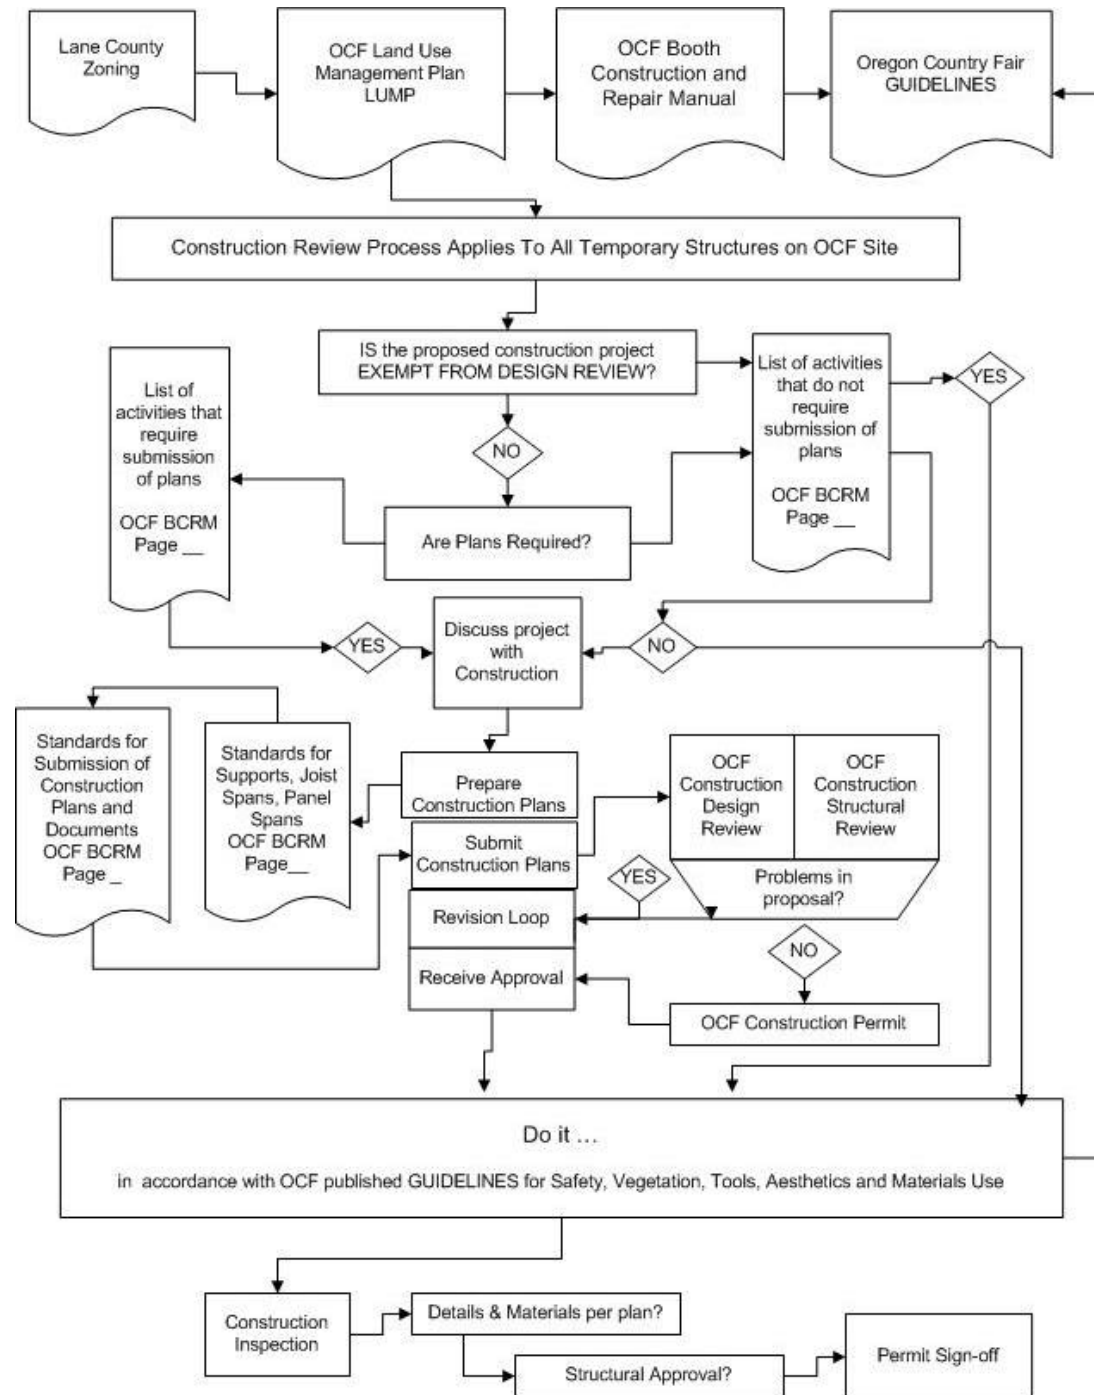 Lane County
Zoning
OCF Land Use
Management Plan
LUMP
OCF Booth
Construction and
Repair Manual
Oregon Country Fair
GUIDELINES
Construction Review Process Applies To All Temporary Structures on OCF Site
IS the proposed construction project
EXEMPT FROM DESIGN REVIEW?
List of
activities that
require
submission
of plans
OCF BCRM
Page __
List of activities
that do not
require
submission of
plans
OCF BCRM
Page __
YES
NO
Are Plans Required?
YES
Discuss project
with
Construction
NO
Standards for
Submission of
Construction
Plans and
Documents
OCF BCRM
Page _
Standards for
Supports, Joist
Spans, Panel
Spans
OCF BCRM
Page__
Prepare
Construction Plans
Submit
Construction Plans
Revision Loop
Receive Approval
OCF
Construction
Design
Review
OCF
Construction
Structural
Review
YES
Problems in
proposal?
NO
OCF Construction Permit
Do it ...
in accordance with OCF published GUIDELINES for Safety, Vegetation, Tools, Aesthetics and Materials Use
Construction
Inspection
Details & Materials per plan?
Structural Approval?
Permit Sign-off